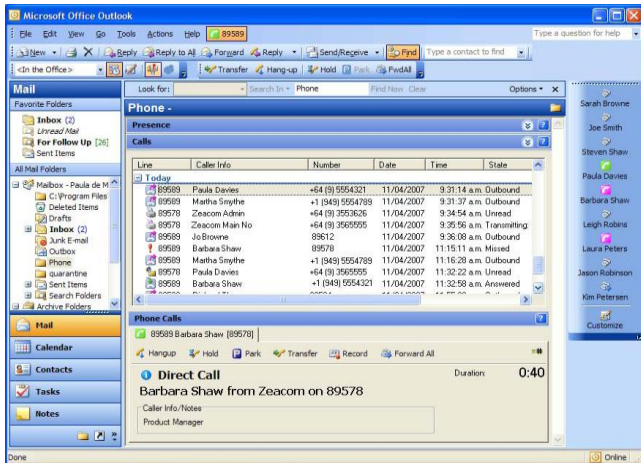 Microsoft Office Outlook
File Edit View Go Tools Actions Help 89589 Type a question for help
New Reply Reply to All Forward Reply Send/Receive Find Type a contact to find
<In the Office> Transfer Hang-up Hold Park FwdAll
Mail
Favorite Folders
Inbox (2)
Unread Mail
For Follow Up [26]
Sent Items
All Mail Folders
Mailbox - Paula de M
C:\Program Files
Deleted Items
Drafts
Inbox (2)
Junk E-mail
Outbox
Phone
quarantine
Sent Items
Search Folders
Archive Folders
Mail
Calendar
Contacts
Tasks
Notes
Look for: Search In Phone Find Now Clear Options
Phone -
Presence
Calls
Line Caller Info Number Date Time State
Today
89589 Paula Davies +64 (9) 5554321 11/04/2007 9:31:14 a.m. Outbound
89589 Martha Smythe +1 (949) 5554789 11/04/2007 9:31:37 a.m. Outbound
89578 Zeacom Admin +64 (9) 3553626 11/04/2007 9:34:54 a.m. Unread
89578 Zeacom Main No +64 (9) 3565555 11/04/2007 9:35:56 a.m. Transmitting
89589 Jo Browne 89612 11/04/2007 9:36:08 a.m. Outbound
89589 Barbara Shaw 89578 11/04/2007 11:15:11 a.m. Missed
89589 Martha Smythe +1 (949) 5554789 11/04/2007 11:16:28 a.m. Outbound
89578 Paula Davies +64 (9) 3565555 11/04/2007 11:32:22 a.m. Unread
89589 Barbara Shaw +1 (949) 5554321 11/04/2007 11:32:58 a.m. Answered
Phone Calls
89589 Barbara Shaw [89578]
Hangup Hold Park Transfer Record Forward All
Direct Call Duration: 0:40
Barbara Shaw from Zeacom on 89578
Caller Info/Notes
Product Manager
Sarah Browne
Joe Smith
Steven Shaw
Paula Davies
Barbara Shaw
Leigh Robins
Laura Peters
Jason Robinson
Kim Petersen
Customize
Done Online